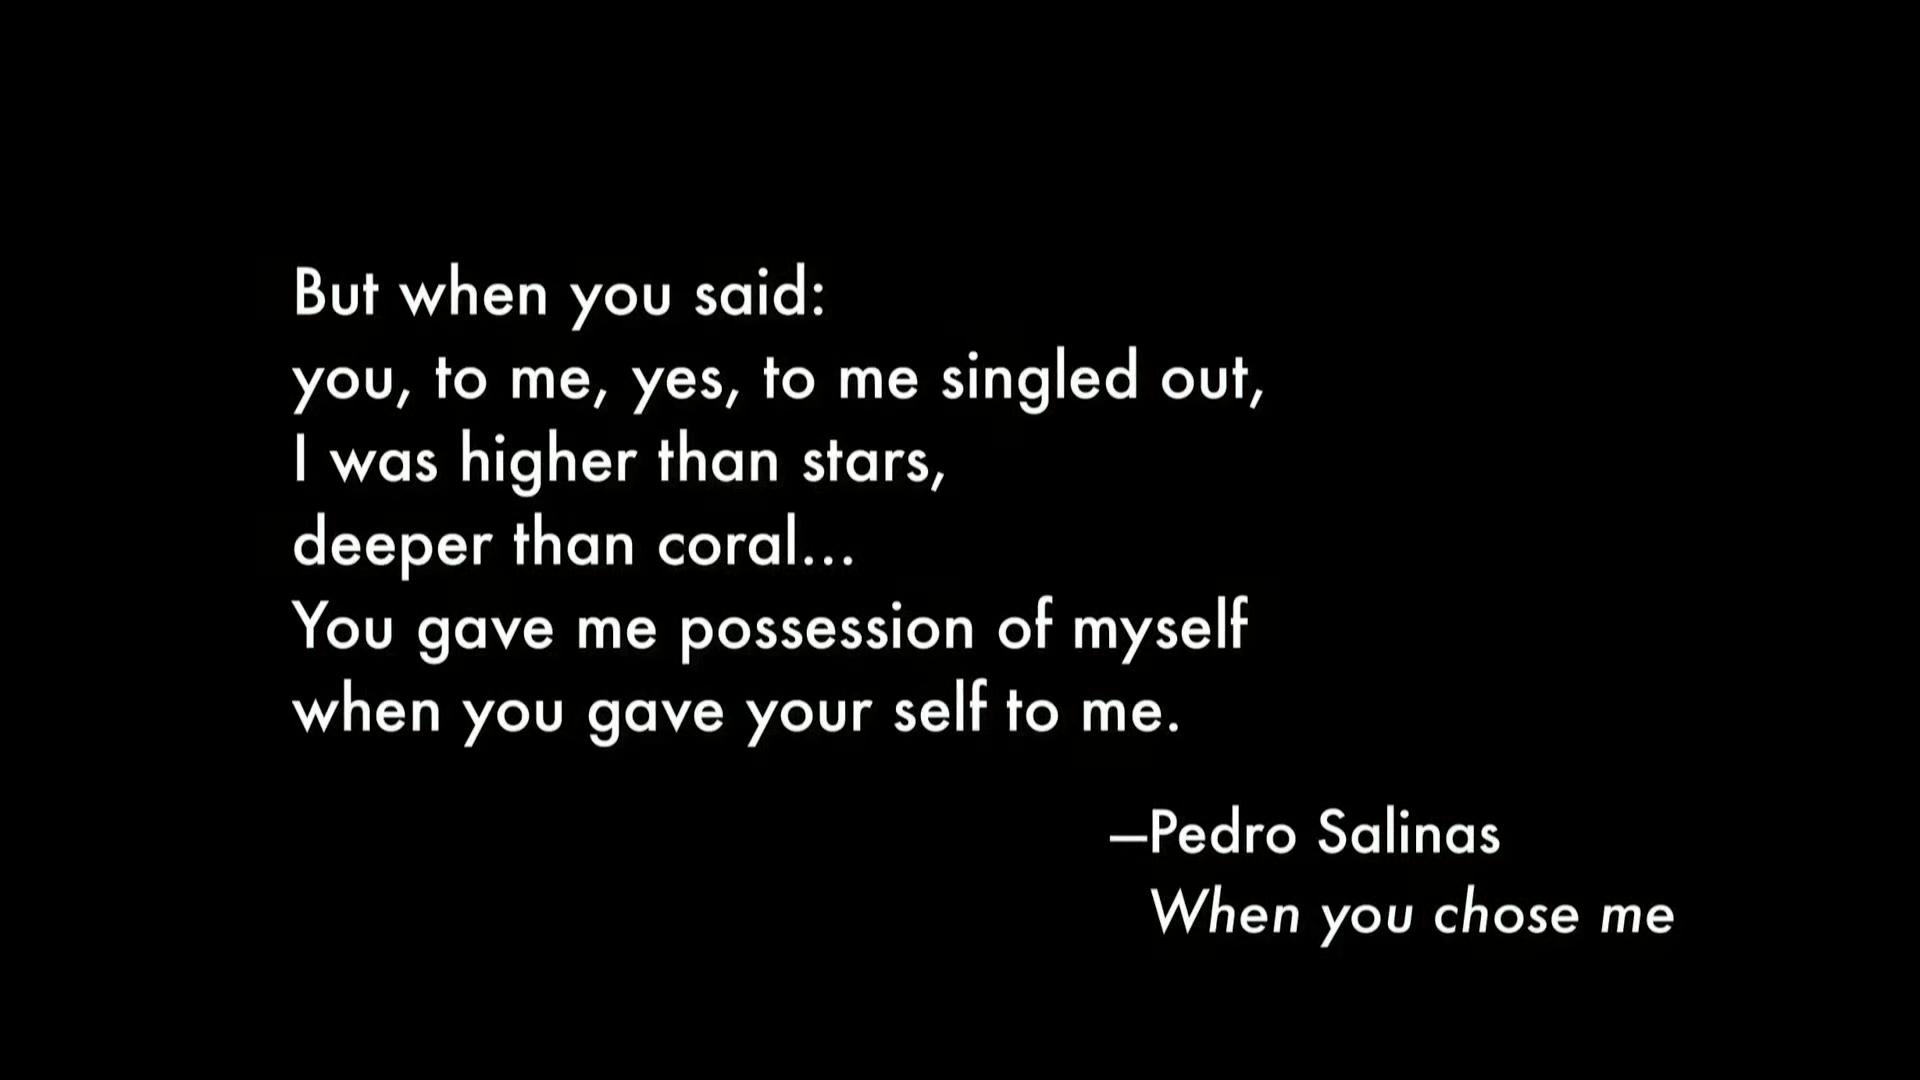 But when you said:
you, to me, yes, to me singled out,
I was higher than stars,
deeper than coral...
You gave me possession of myself
when you gave your self to me.
—Pedro Salinas
When you chose me